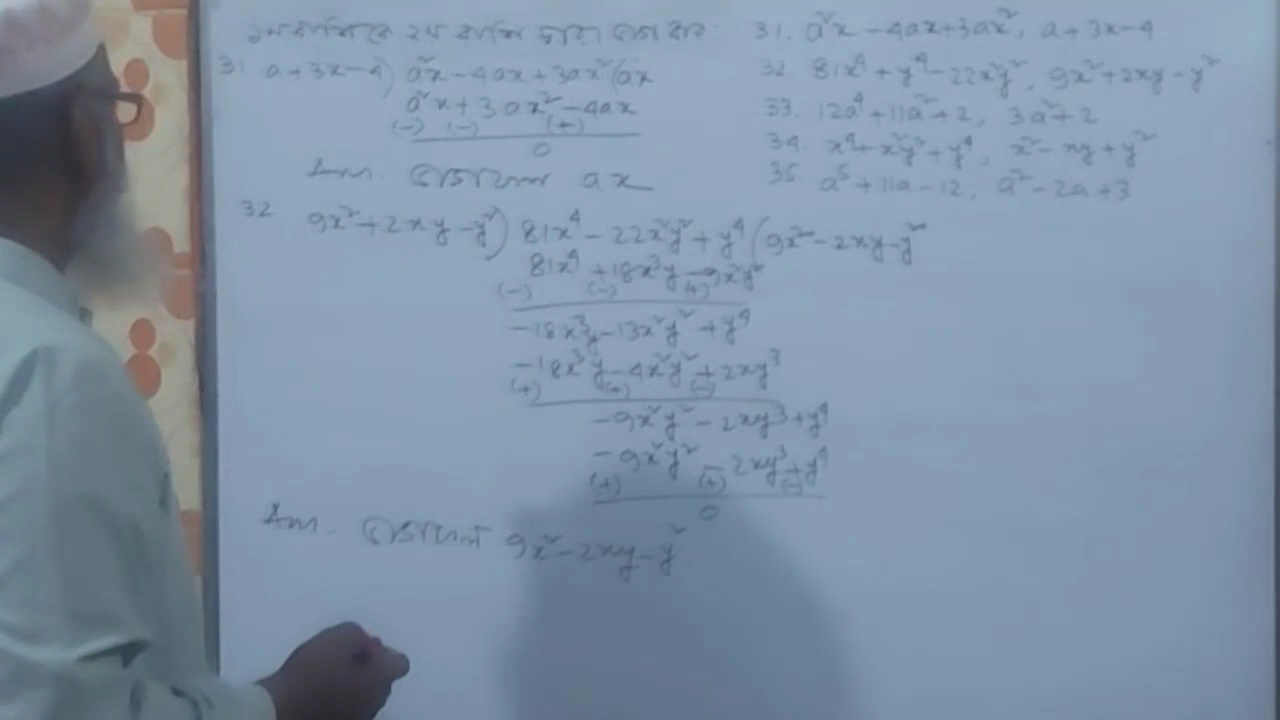 ১ম রাশিকে ২য় রাশি দ্বারা ভাগ কর:
31 a+3x-4) a²x-4ax+3ax² (ax
a²x+3ax²-4ax
(-) (-) (+)
0
Ans. ভাগফল ax
32 9x²+2xy-y²) 81x⁴-22x²y²+y⁴ (9x²-2xy-y²
81x⁴+18x³y-9x²y²
(-) (-) (+)
-18x³y-13x²y²+y⁴
-18x³y-4x²y²+2xy³
(+) (+) (-)
-9x²y²-2xy³+y⁴
-9x²y²-2xy³+y⁴
(+) (+) (-)
0
Ans. ভাগফল 9x²-2xy-y²
31. a²x-4ax+3ax², a+3x-4
32. 81x⁴+y⁴-22x²y², 9x²+2xy-y²
33. 12a⁴+11a²+2, 3a²+2
34. x⁴+x²y²+y⁴, x²-xy+y²
35. a⁵+11a-12, a²-2a+3